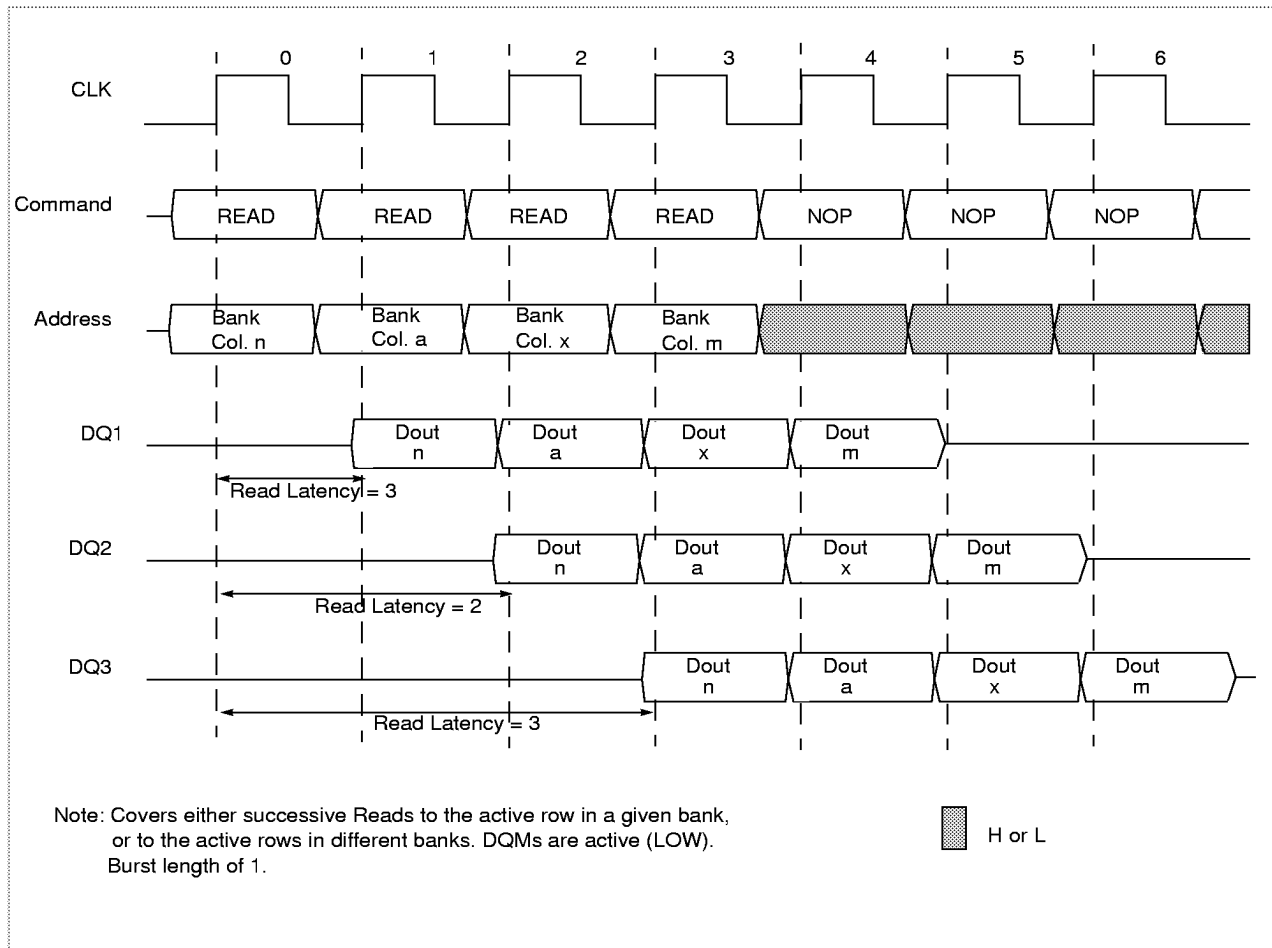 0 1 2 3 4 5 6
CLK
Command
READ READ READ READ NOP NOP NOP
Address
Bank Bank Bank Bank
Col. n Col. a Col. x Col. m
DQ1
Dout Dout Dout Dout
n a x m
Read Latency = 3
DQ2
Dout Dout Dout Dout
n a x m
Read Latency = 2
DQ3
Dout Dout Dout Dout
n a x m
Read Latency = 3
Note: Covers either successive Reads to the active row in a given bank,
or to the active rows in different banks. DQMs are active (LOW).
Burst length of 1.
H or L